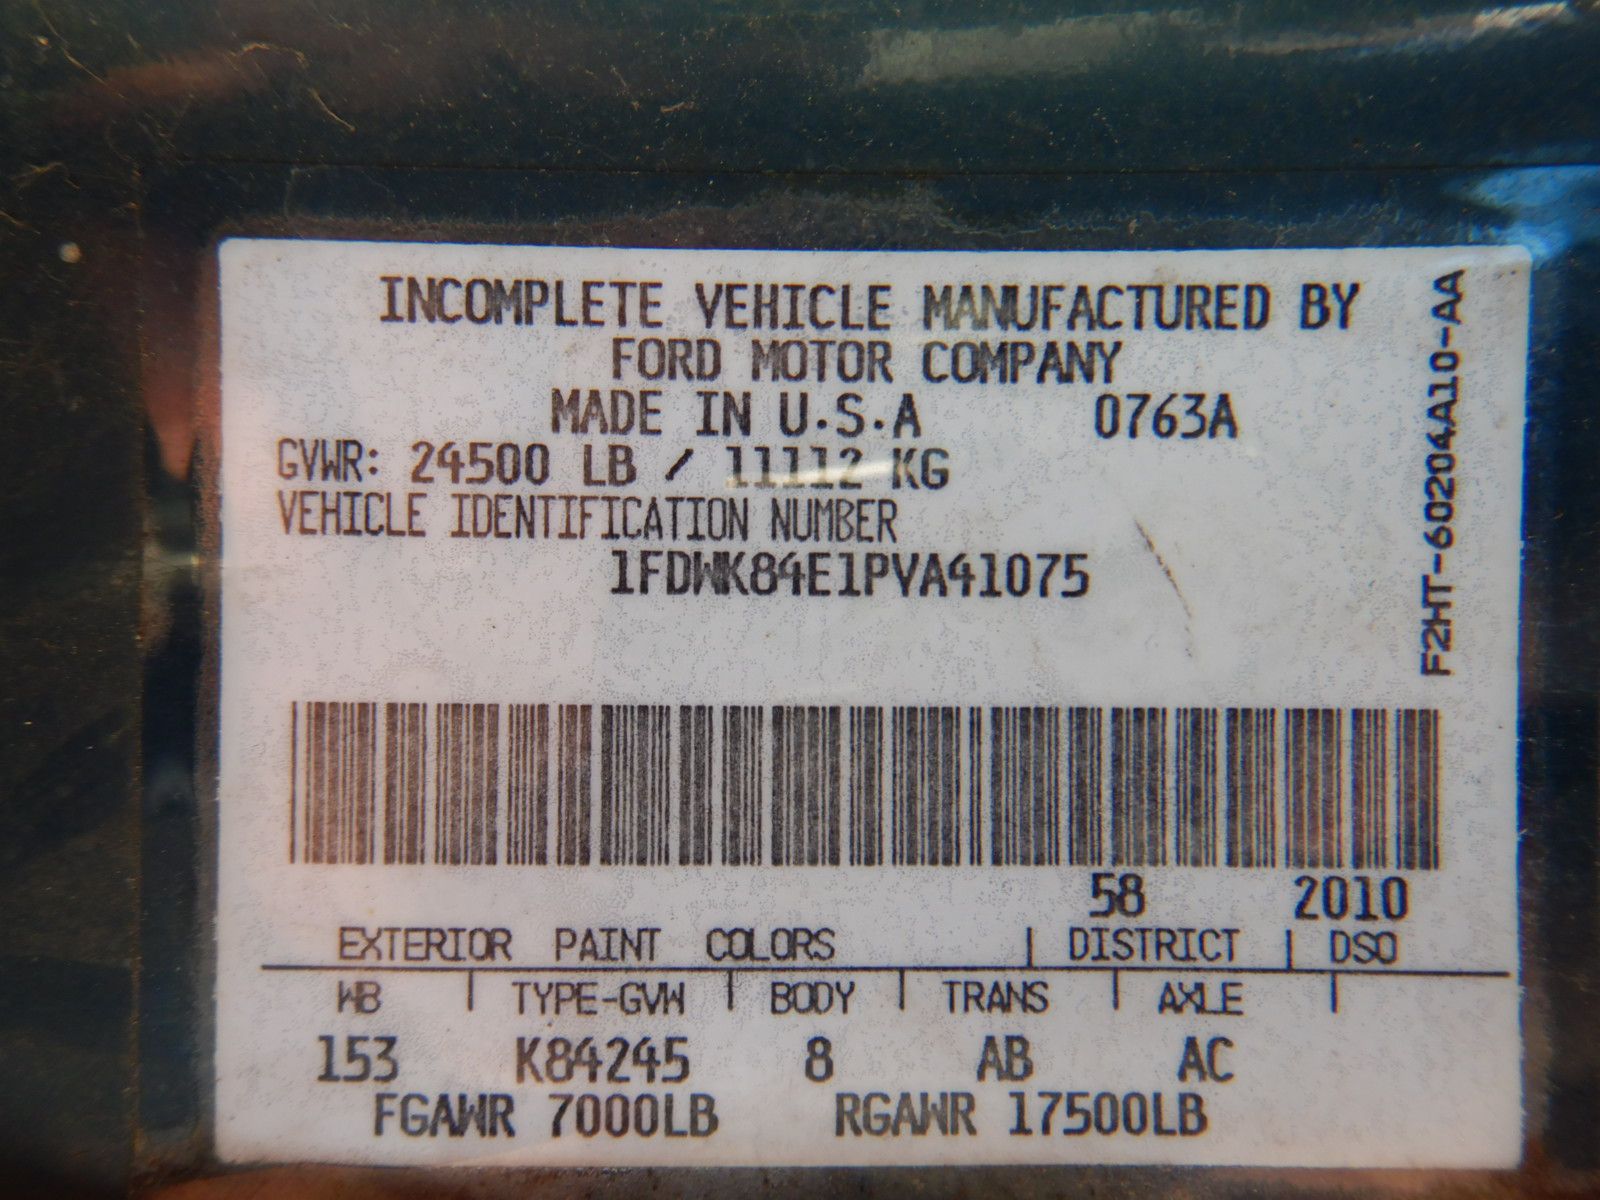 INCOMPLETE VEHICLE MANUFACTURED BY
FORD MOTOR COMPANY
MADE IN U.S.A 0763A
GVWR: 24500 LB / 11112 KG
VEHICLE IDENTIFICATION NUMBER
1FDWK84E1PVA41075
F2HT-60204A10-AA
58 2010
EXTERIOR PAINT COLORS | DISTRICT | DSO
WB | TYPE-GVW | BODY | TRANS | AXLE |
153 K84245 8 AB AC
FGAWR 7000LB RGAWR 17500LB